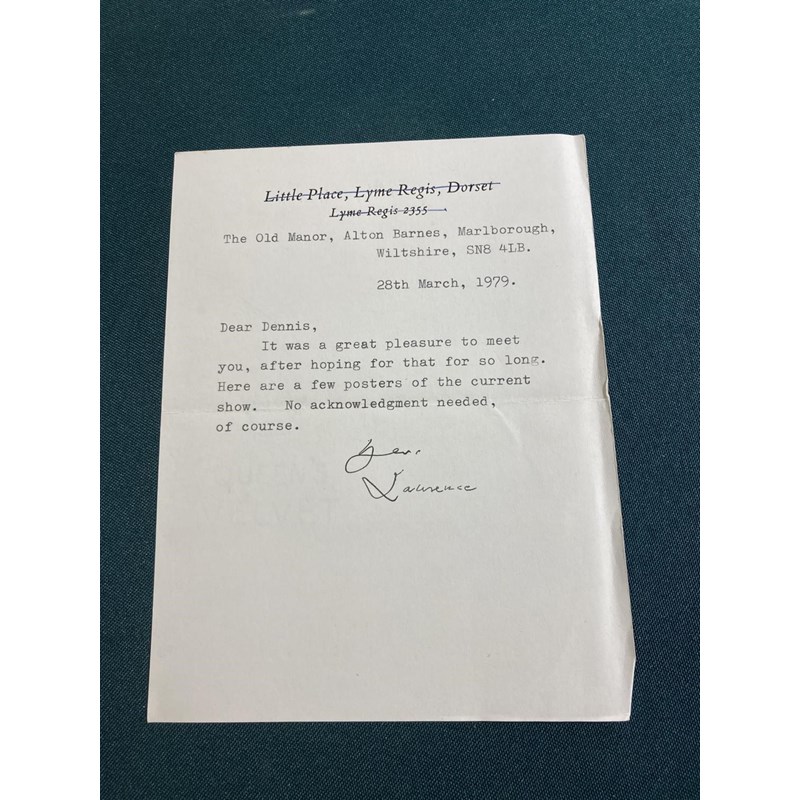 Little Place, Lyme Regis, Dorset
Lyme Regis 2355
The Old Manor, Alton Barnes, Marlborough,
Wiltshire, SN8 4LB.
28th March, 1979.
Dear Dennis,
It was a great pleasure to meet
you, after hoping for that for so long.
Here are a few posters of the current
show. No acknowledgment needed,
of course.
Lawrence